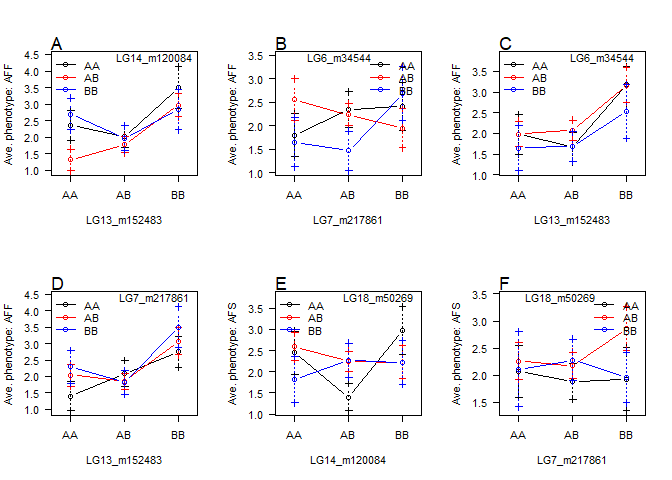 A
LG14_m120084
AA
AB
BB
Ave. phenotype: AFF
4.5
4.0
3.5
3.0
2.5
2.0
1.5
1.0
AA AB BB
LG13_m152483
B
LG6_m34544
AA
AB
BB
Ave. phenotype: AFF
3.5
3.0
2.5
2.0
1.5
1.0
AA AB BB
LG7_m217861
C
LG6_m34544
AA
AB
BB
Ave. phenotype: AFF
3.5
3.0
2.5
2.0
1.5
1.0
AA AB BB
LG13_m152483
D
LG7_m217861
AA
AB
BB
Ave. phenotype: AFF
4.5
4.0
3.5
3.0
2.5
2.0
1.5
1.0
AA AB BB
LG13_m152483
E
LG18_m50269
AA
AB
BB
Ave. phenotype: AFS
3.5
3.0
2.5
2.0
1.5
1.0
AA AB BB
LG14_m120084
F
LG18_m50269
AA
AB
BB
Ave. phenotype: AFS
3.5
3.0
2.5
2.0
1.5
AA AB BB
LG7_m217861